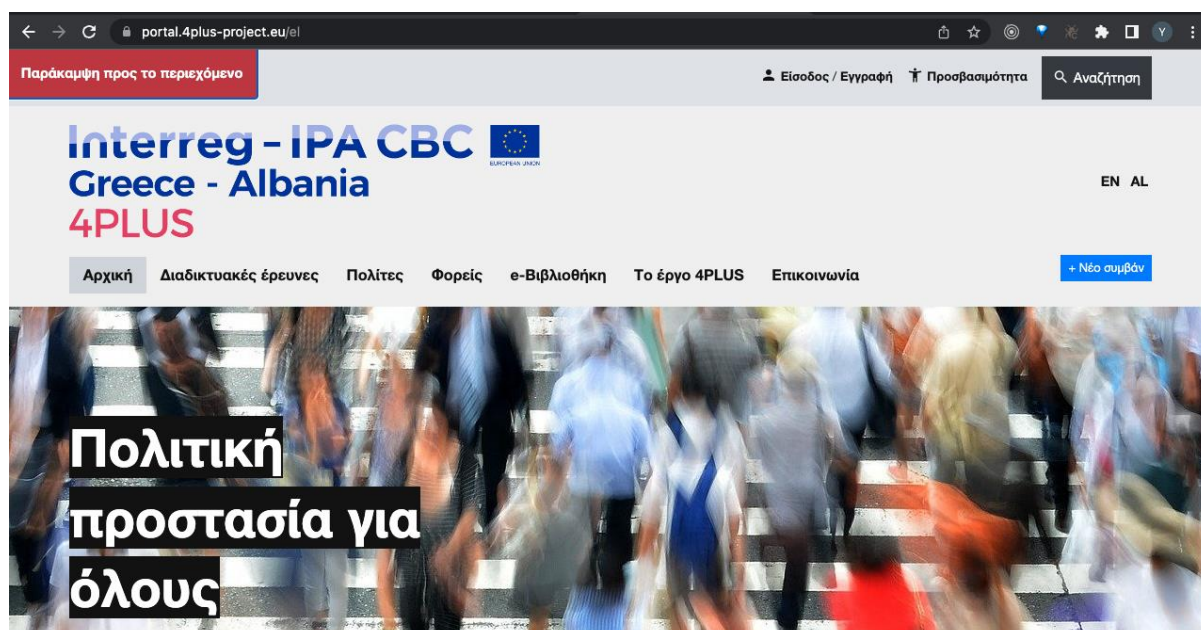 portal.4plus-project.eu/el
Y
Παράκαμψη προς το περιεχόμενο
Είσοδος / Εγγραφή
Προσβασιμότητα
Αναζήτηση
Interreg - IPA CBC
EUROPEAN UNION
Greece - Albania
4PLUS
EN AL
Αρχική Διαδικτυακές έρευνες Πολίτες Φορείς e-Βιβλιοθήκη Το έργο 4PLUS Επικοινωνία
+ Νέο συμβάν
Πολιτική
προστασία για
όλους